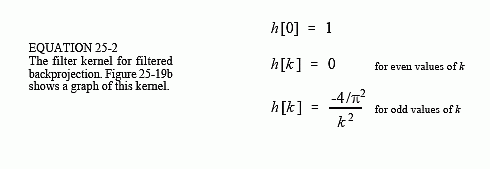 EQUATION 25-2
The filter kernel for filtered
backprojection. Figure 25-19b
shows a graph of this kernel.
h[0] = 1
h[k] = 0 for even values of k
h[k] = -4/π² / k² for odd values of k